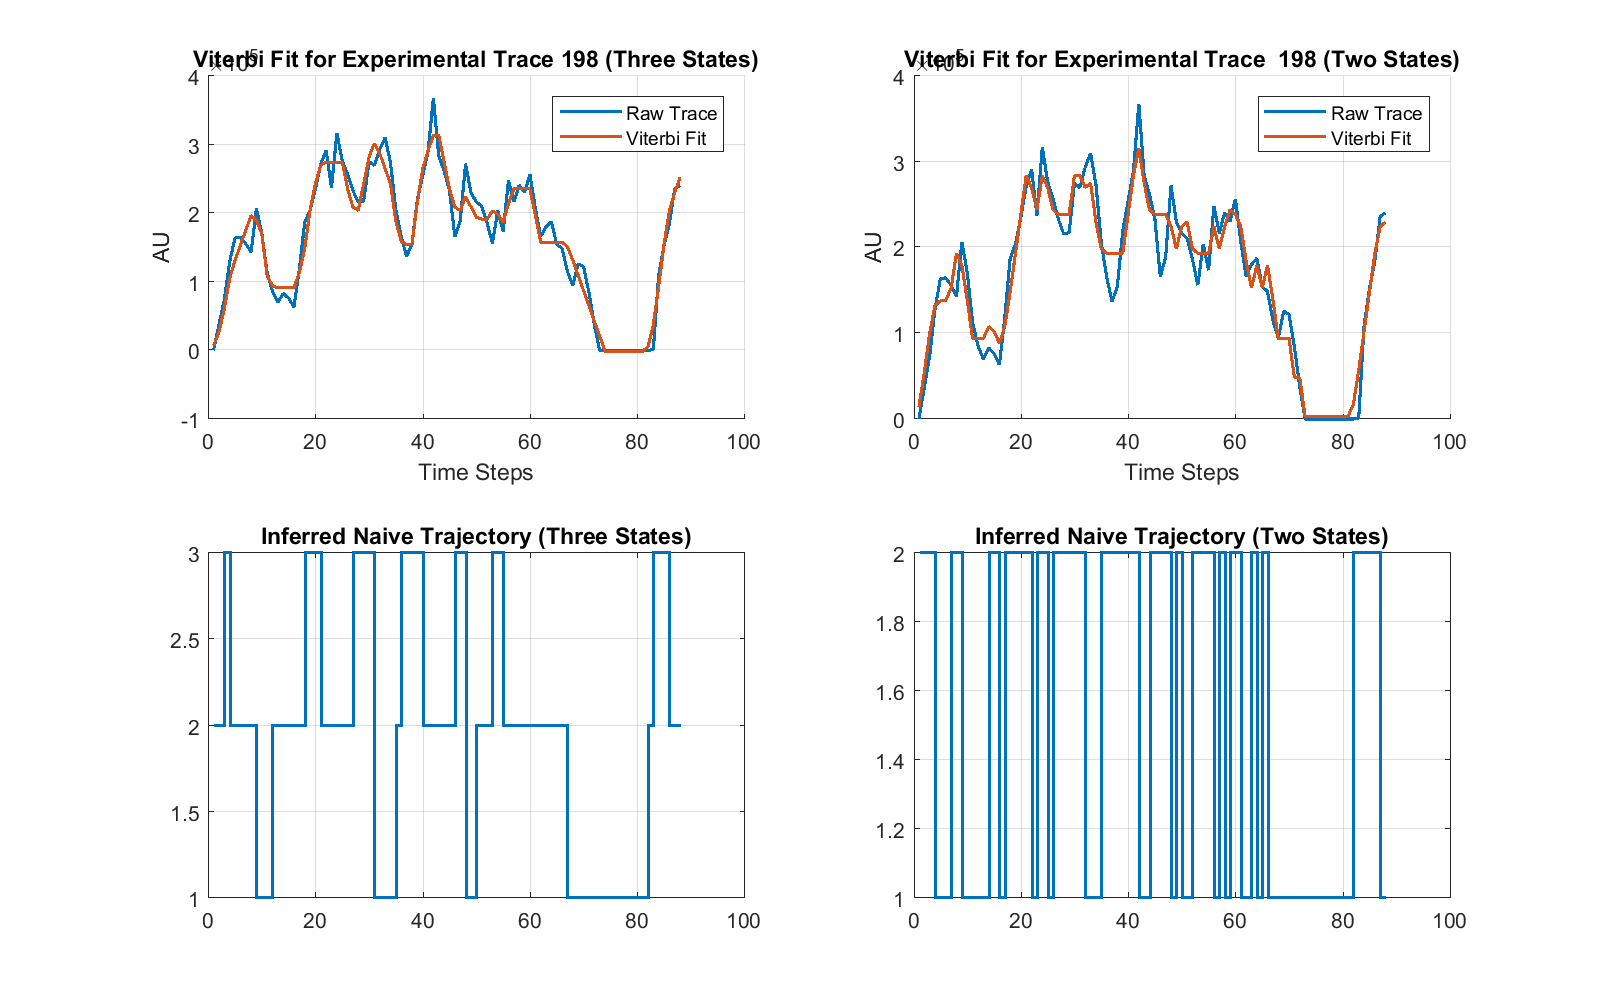 Viterbi Fit for Experimental Trace 198 (Three States)
×10^5
4
3
2
1
0
-1
AU
0 20 40 60 80 100
Time Steps
Raw Trace
Viterbi Fit
Viterbi Fit for Experimental Trace  198 (Two States)
×10^5
4
3
2
1
0
AU
0 20 40 60 80 100
Time Steps
Raw Trace
Viterbi Fit
Inferred Naive Trajectory (Three States)
3
2.5
2
1.5
1
0 20 40 60 80 100
Inferred Naive Trajectory (Two States)
2
1.8
1.6
1.4
1.2
1
0 20 40 60 80 100